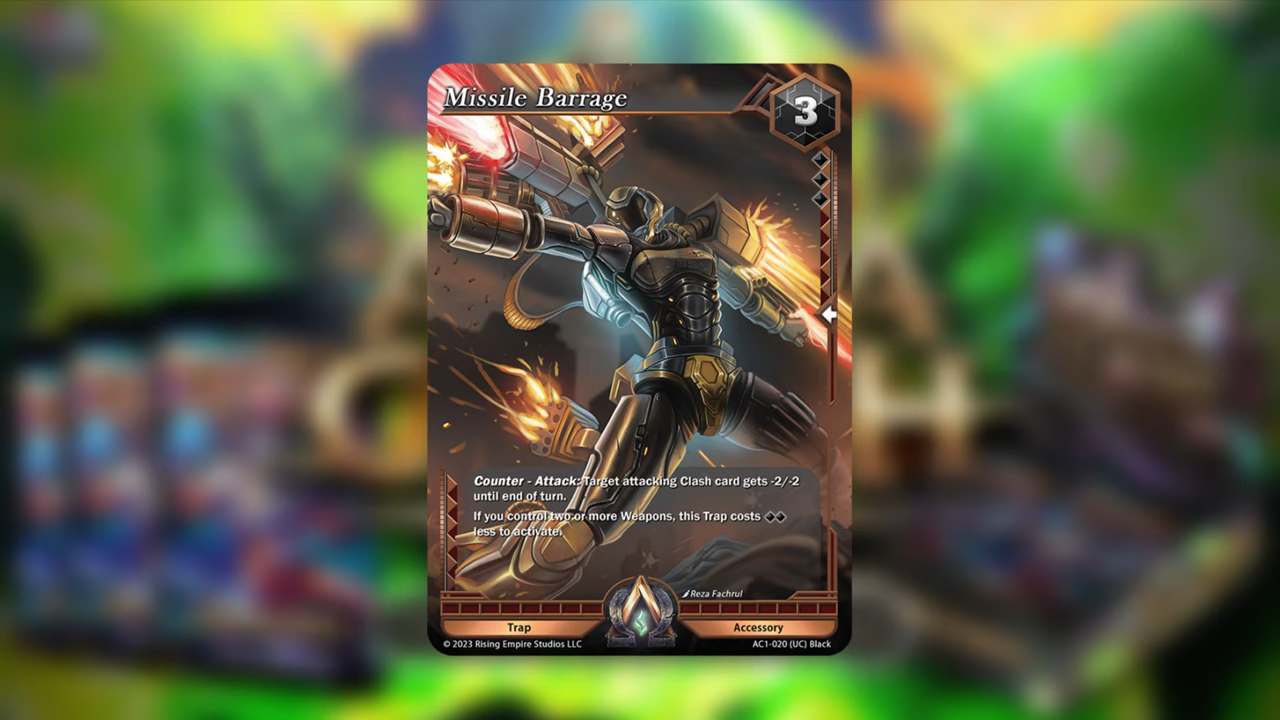 Missile Barrage
3
Counter - Attack: Target attacking Clash card gets -2/-2
until end of turn.
If you control two or more Weapons, this Trap costs
less to activate.
Reza Fachrul
Trap
Accessory
© 2023 Rising Empire Studios LLC
AC1-020 (UC) Black